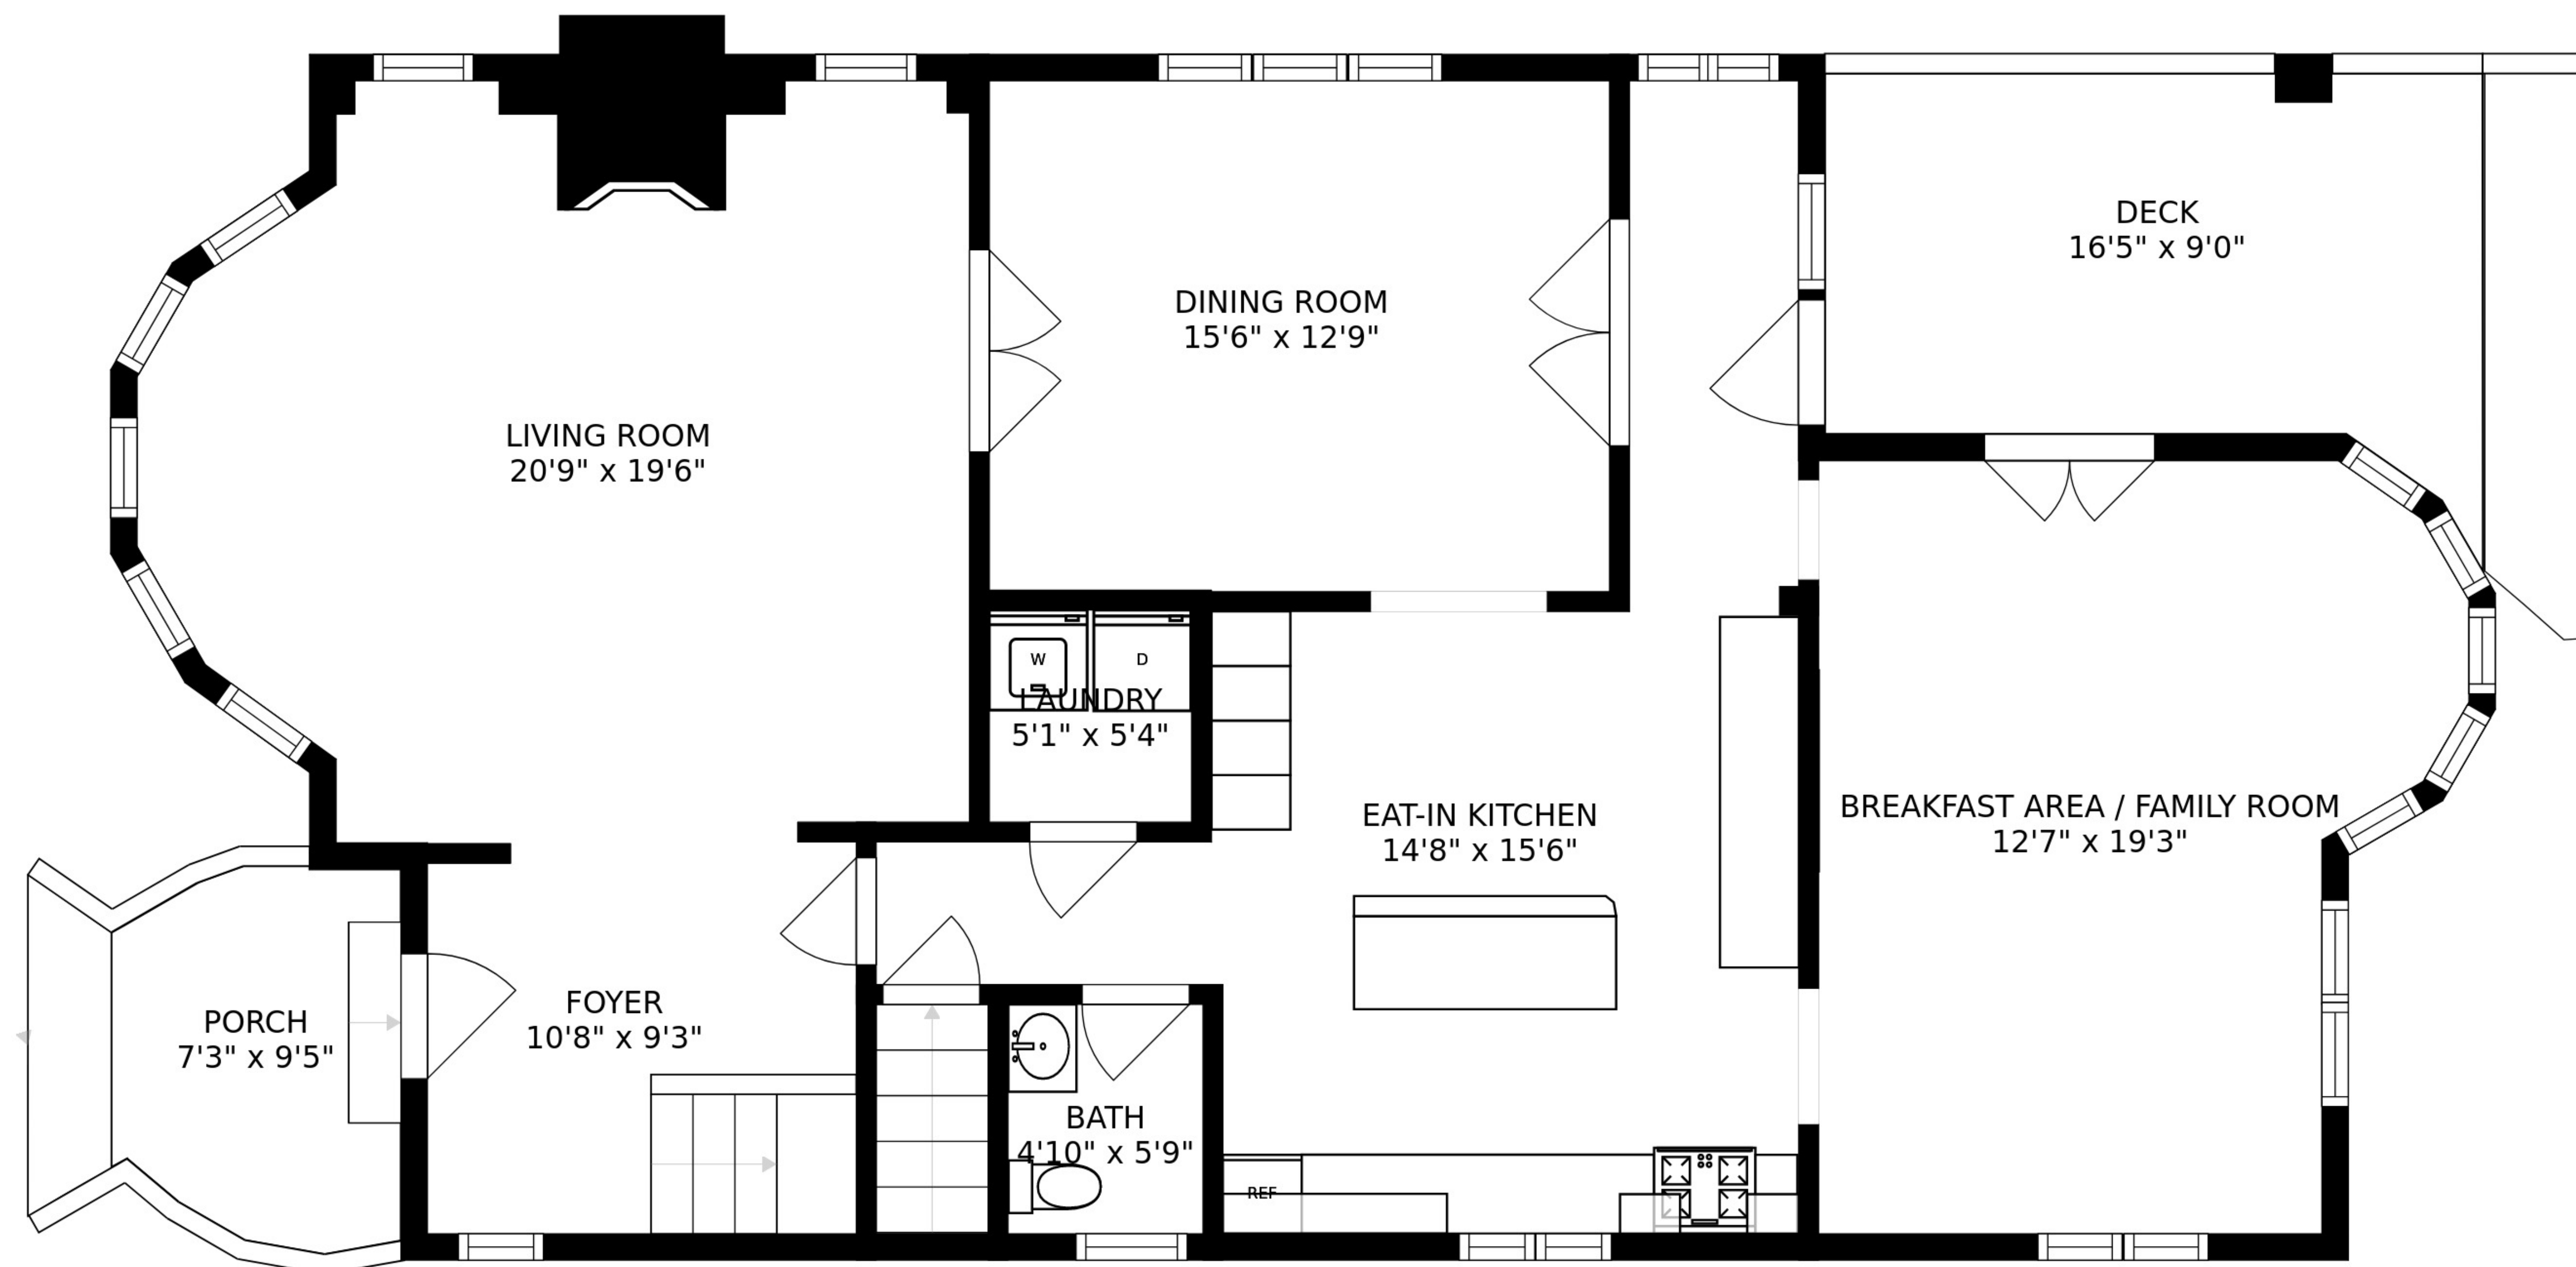 DECK
16'5" x 9'0"
DINING ROOM
15'6" x 12'9"
LIVING ROOM
20'9" x 19'6"
W
D
LAUNDRY
5'1" x 5'4"
EAT-IN KITCHEN
14'8" x 15'6"
BREAKFAST AREA / FAMILY ROOM
12'7" x 19'3"
PORCH
7'3" x 9'5"
FOYER
10'8" x 9'3"
BATH
4'10" x 5'9"
REF